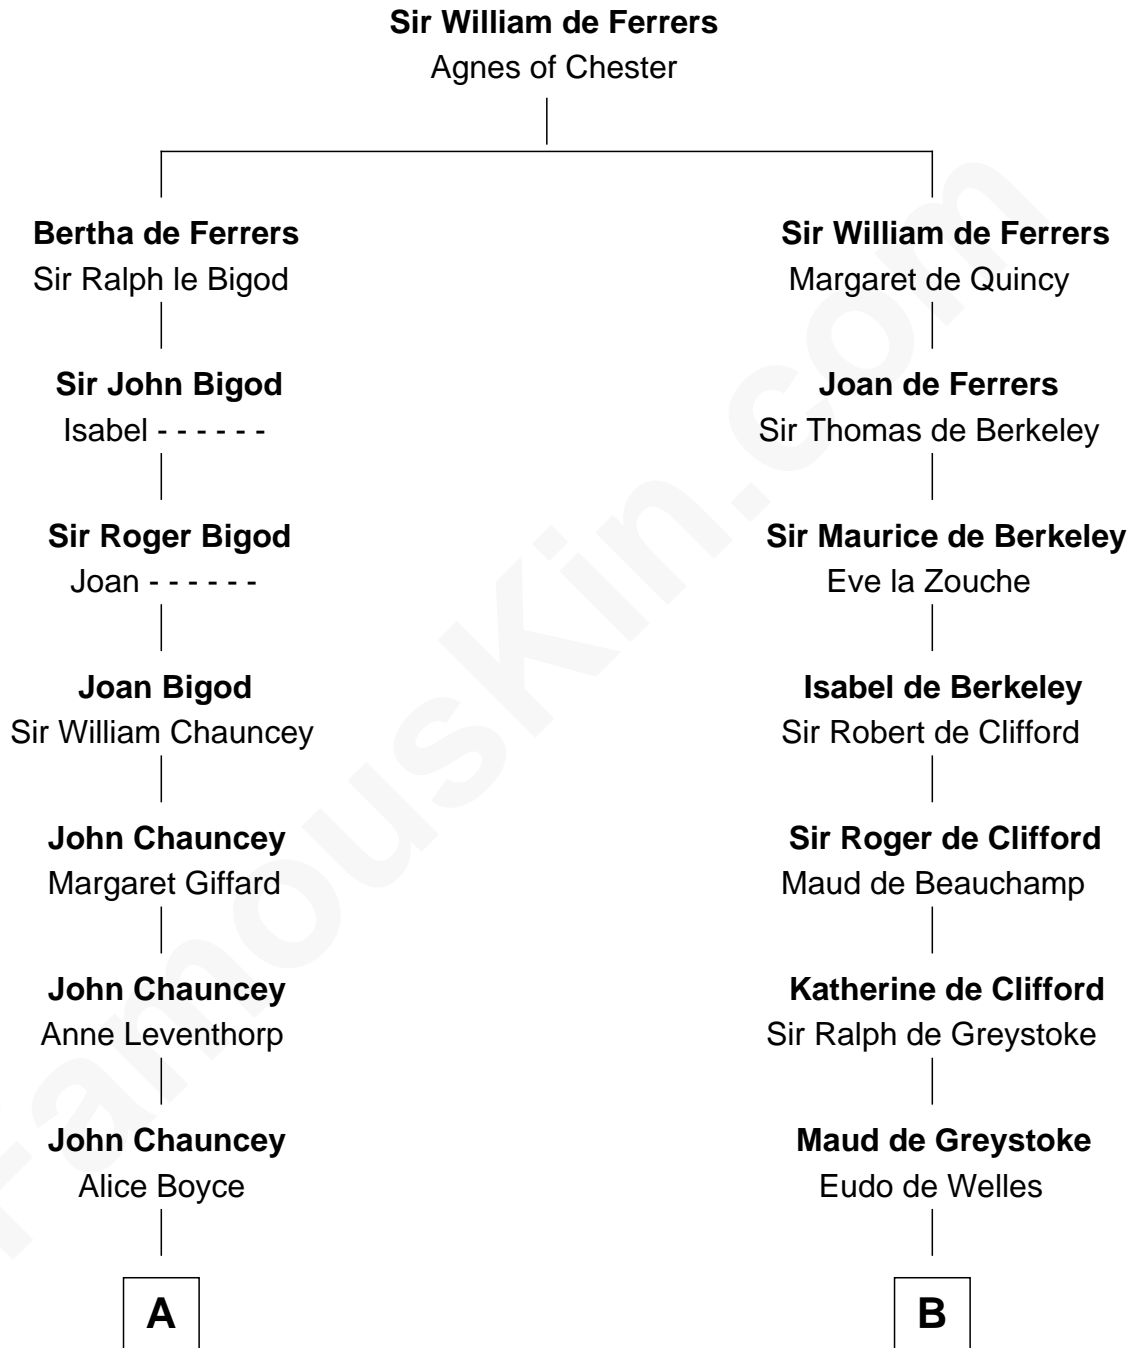 Sir William de Ferrers
Agnes of Chester
Bertha de Ferrers
Sir Ralph le Bigod
Sir William de Ferrers
Margaret de Quincy
Sir John Bigod
Isabel - - - - - -
Joan de Ferrers
Sir Thomas de Berkeley
Sir Roger Bigod
Joan - - - - - -
Sir Maurice de Berkeley
Eve la Zouche
Joan Bigod
Sir William Chauncey
Isabel de Berkeley
Sir Robert de Clifford
John Chauncey
Margaret Giffard
Sir Roger de Clifford
Maud de Beauchamp
John Chauncey
Anne Leventhorp
Katherine de Clifford
Sir Ralph de Greystoke
John Chauncey
Alice Boyce
Maud de Greystoke
Eudo de Welles
A
B
FamousKin.com